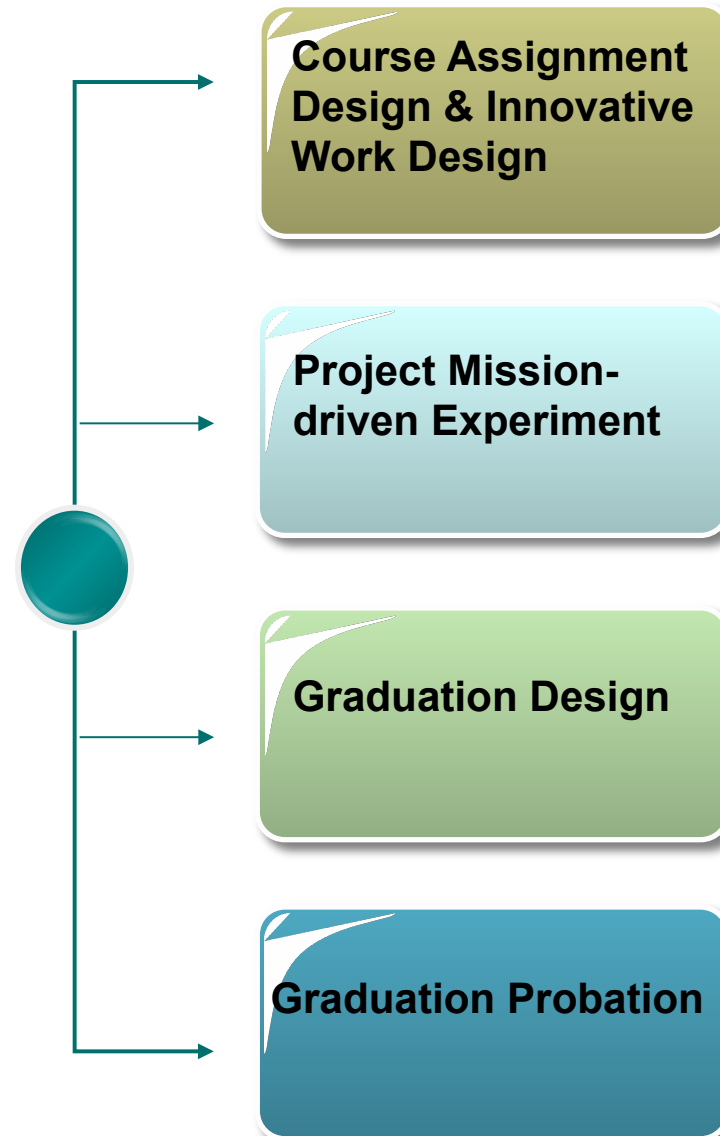 Course Assignment
Design & Innovative
Work Design
Project Mission-
driven Experiment
Graduation Design
Graduation Probation